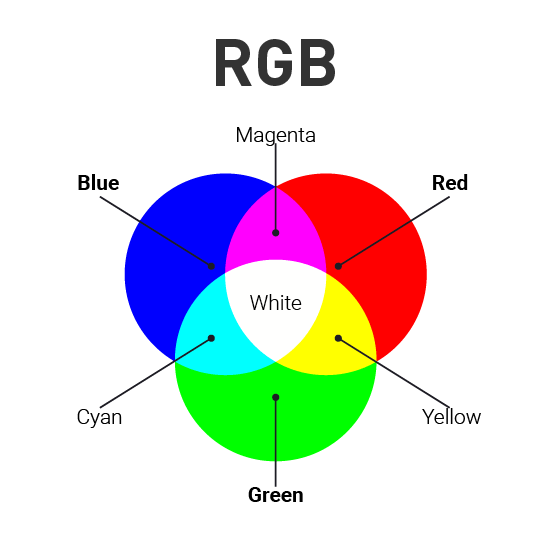 RGB
Magenta
Blue
Red
White
Cyan
Yellow
Green